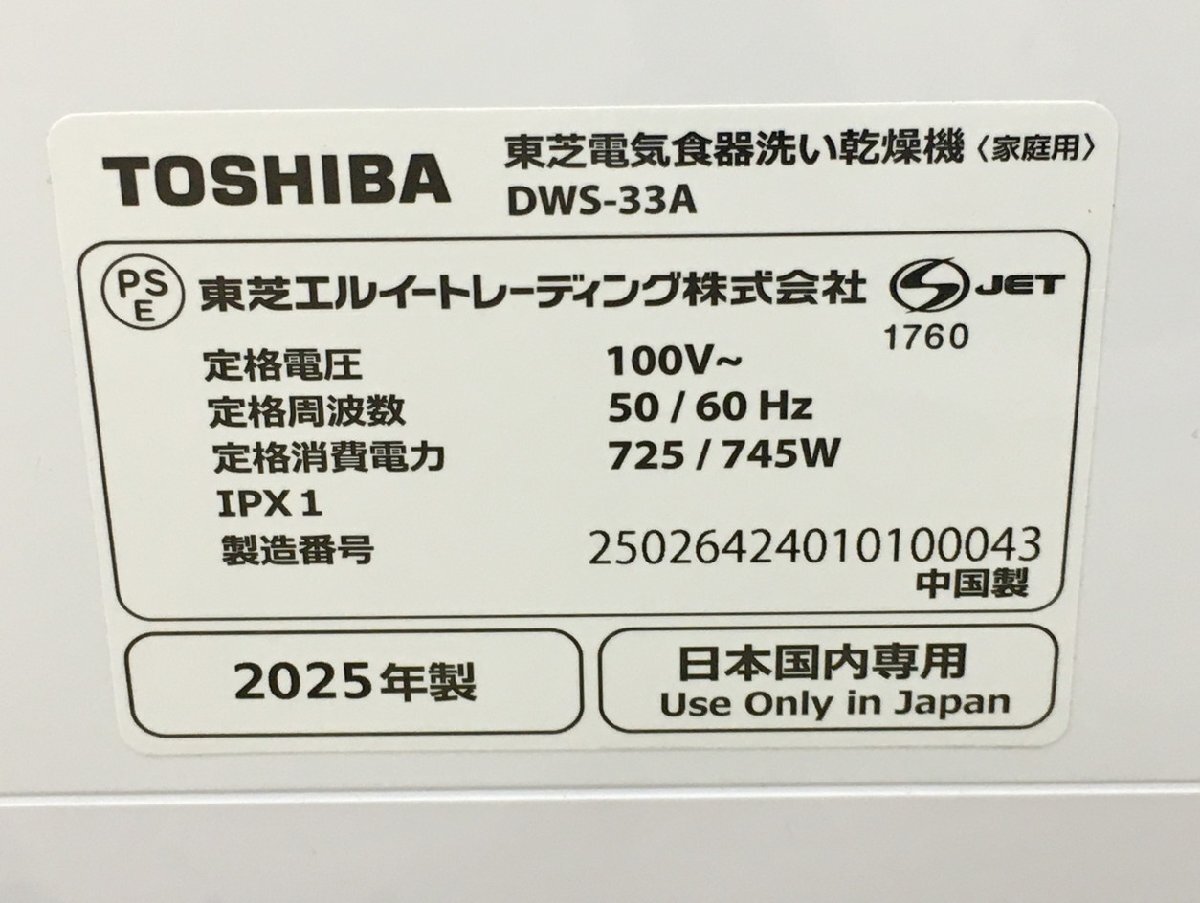 TOSHIBA
東芝電気食器洗い乾燥機〈家庭用〉
DWS-33A
PS
E
東芝エルイートレーディング株式会社
JET
1760
定格電圧 100V~
定格周波数 50 / 60 Hz
定格消費電力 725 / 745W
IPX1
製造番号 25026424010100043
中国製
2025年製
日本国内専用
Use Only in Japan